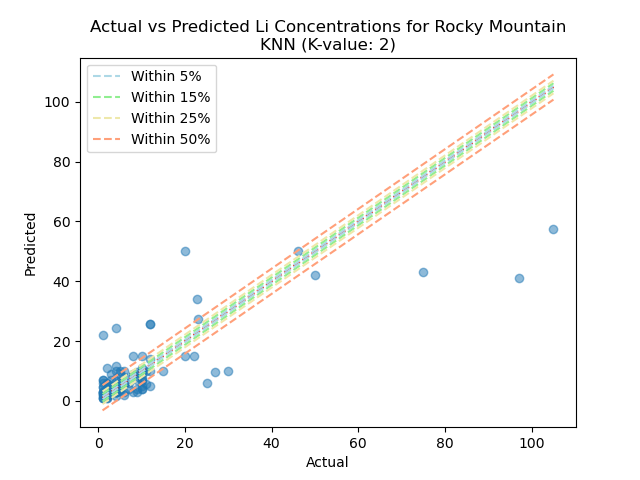 Actual vs Predicted Li Concentrations for Rocky Mountain
KNN (K-value: 2)
Within 5%
Within 15%
Within 25%
Within 50%
Predicted
100
80
60
40
20
0
0 20 40 60 80 100
Actual